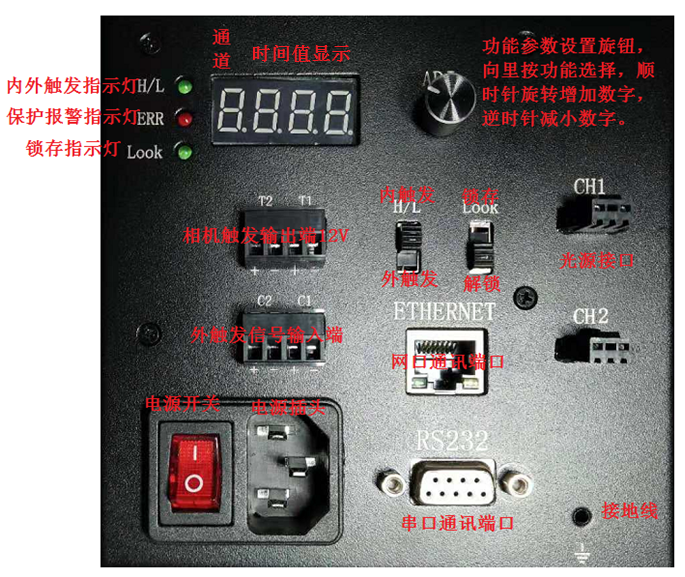 通道
时间值显示
功能参数设置旋钮，
向里按功能选择，顺
时针旋转增加数字，
逆时针减小数字。
内外触发指示灯 H/L
保护报警指示灯 ERR
锁存指示灯 Look
8.8.8.8.
T2 T1
相机触发输出端12V
内触发
H/L
外触发
锁存
Look
解锁
CH1
光源接口
C2 C1
外触发信号输入端
ETHERNET
网口通讯端口
CH2
电源开关
电源插头
RS232
串口通讯端口
接地线